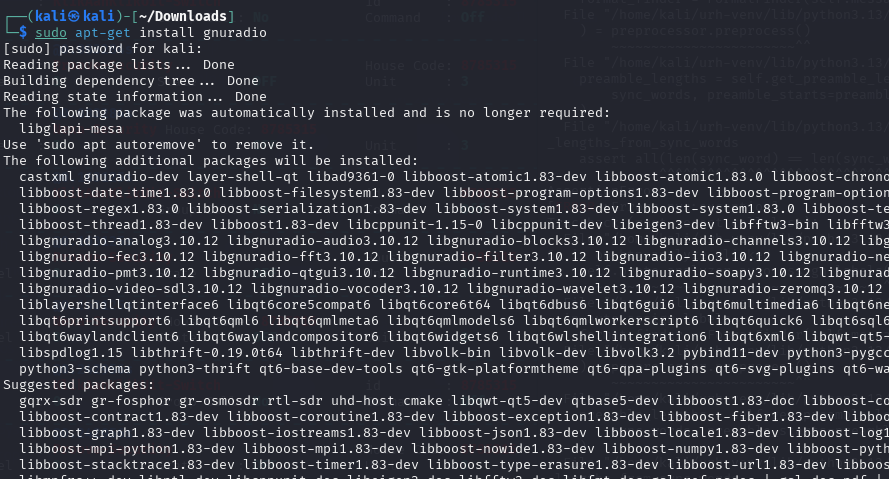 ┌──(kali㉿kali)-[~/Downloads]
└─$ sudo apt-get install gnuradio
[sudo] password for kali:
Reading package lists... Done
Building dependency tree... Done
Reading state information... Done
The following package was automatically installed and is no longer required:
  libglapi-mesa
Use 'sudo apt autoremove' to remove it.
The following additional packages will be installed:
  castxml gnuradio-dev layer-shell-qt libad9361-0 libboost-atomic1.83-dev libboost-atomic1.83.0 libboost-chrono
  libboost-date-time1.83.0 libboost-filesystem1.83-dev libboost-program-options1.83-dev libboost-program-option
  libboost-regex1.83.0 libboost-serialization1.83-dev libboost-system1.83-dev libboost-system1.83.0 libboost-te
  libboost-thread1.83-dev libboost1.83-dev libcppunit-1.15-0 libcppunit-dev libeigen3-dev libfftw3-bin libfftw3
  libgnuradio-analog3.10.12 libgnuradio-audio3.10.12 libgnuradio-blocks3.10.12 libgnuradio-channels3.10.12 libg
  libgnuradio-fec3.10.12 libgnuradio-fft3.10.12 libgnuradio-filter3.10.12 libgnuradio-iio3.10.12 libgnuradio-ne
  libgnuradio-pmt3.10.12 libgnuradio-qtgui3.10.12 libgnuradio-runtime3.10.12 libgnuradio-soapy3.10.12 libgnurad
  libgnuradio-video-sdl3.10.12 libgnuradio-vocoder3.10.12 libgnuradio-wavelet3.10.12 libgnuradio-zeromq3.10.12
  liblayershellqtinterface6 libqt6core5compat6 libqt6core6t64 libqt6dbus6 libqt6gui6 libqt6multimedia6 libqt6ne
  libqt6printsupport6 libqt6qml6 libqt6qmlmeta6 libqt6qmlmodels6 libqt6qmlworkerscript6 libqt6quick6 libqt6sql6
  libqt6waylandclient6 libqt6waylandcompositor6 libqt6widgets6 libqt6wlshellintegration6 libqt6xml6 libqwt-qt5-
  libspdlog1.15 libthrift-0.19.0t64 libthrift-dev libvolk-bin libvolk-dev libvolk3.2 pybind11-dev python3-pygcc
  python3-schema python3-thrift qt6-base-dev-tools qt6-gtk-platformtheme qt6-qpa-plugins qt6-svg-plugins qt6-wa
Suggested packages:
  gqrx-sdr gr-fosphor gr-osmosdr rtl-sdr uhd-host cmake libqwt-qt5-dev qtbase5-dev libboost1.83-doc libboost-co
  libboost-contract1.83-dev libboost-coroutine1.83-dev libboost-exception1.83-dev libboost-fiber1.83-dev libboo
  libboost-graph1.83-dev libboost-iostreams1.83-dev libboost-json1.83-dev libboost-locale1.83-dev libboost-log1
  libboost-mpi-python1.83-dev libboost-mpi1.83-dev libboost-nowide1.83-dev libboost-numpy1.83-dev libboost-pyth
  libboost-stacktrace1.83-dev libboost-timer1.83-dev libboost-type-erasure1.83-dev libboost-url1.83-dev libboos